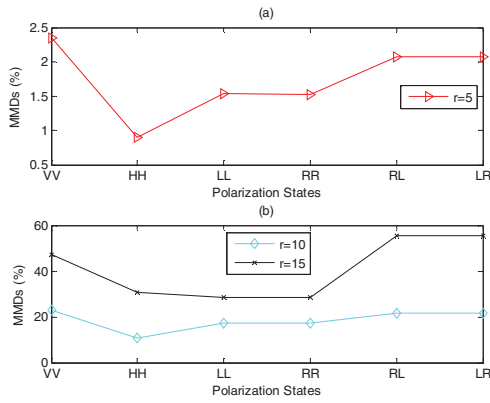 (a)
2.5
2
1.5
1
0.5
MMDs (%)
r=5
VV HH LL RR RL LR
Polarization States
(b)
60
40
20
0
MMDs (%)
r=10
r=15
VV HH LL RR RL LR
Polarization States